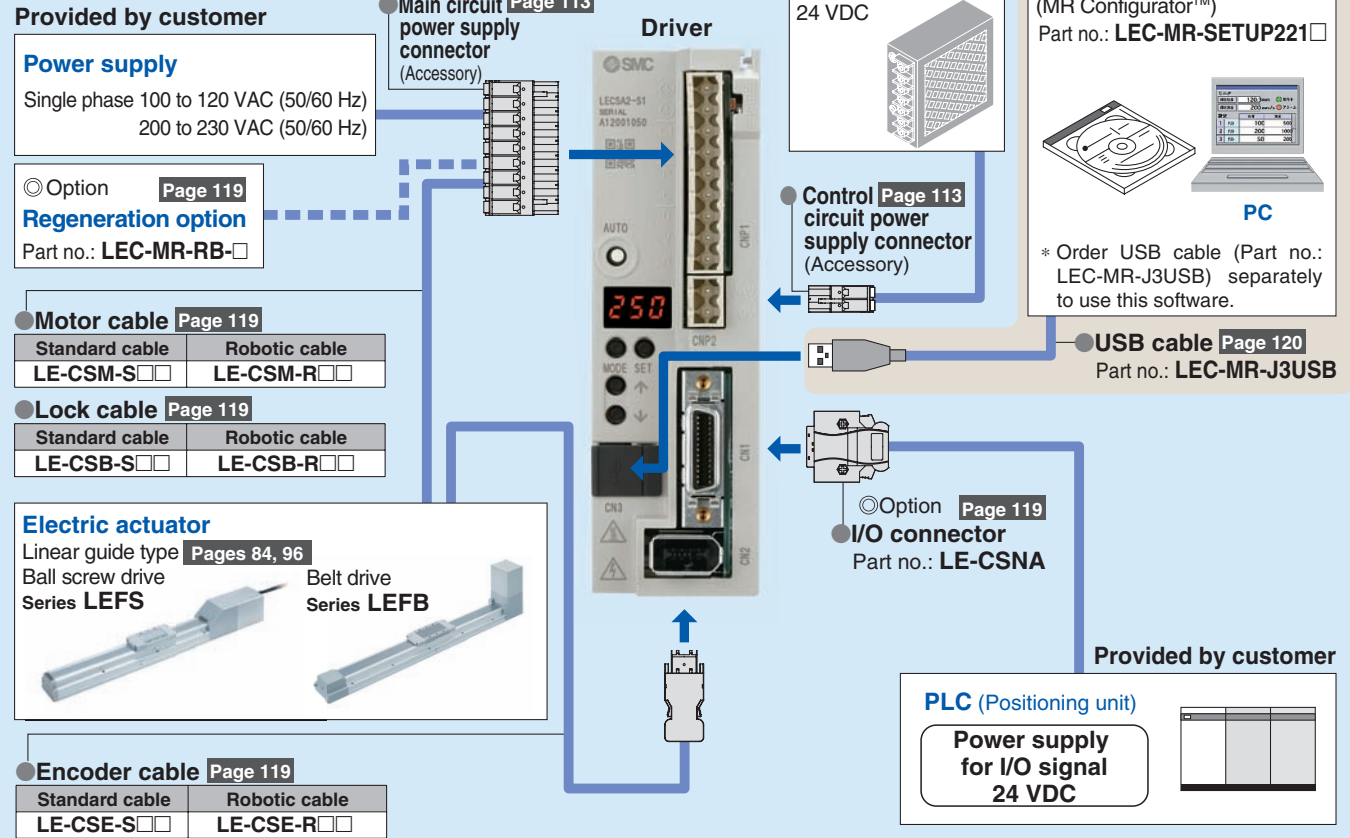 Provided by customer
Power supply
Single phase 100 to 120 VAC (50/60 Hz)
200 to 230 VAC (50/60 Hz)
◎Option Page 119
Regeneration option
Part no.: LEC-MR-RB-□
●Main circuit Page 113
power supply
connector
(Accessory)
Driver
SMC
LECSA2-S1
SERIAL
A12001050
AUTO
250
MODE SET
CNP1
CNP2
CN1
CN3
CN2
24 VDC
●Control Page 113
circuit power
supply connector
(Accessory)
(MR Configurator™)
Part no.: LEC-MR-SETUP221□
PC
* Order USB cable (Part no.:
LEC-MR-J3USB) separately
to use this software.
●USB cable Page 120
Part no.: LEC-MR-J3USB
●Motor cable Page 119
Standard cable Robotic cable
LE-CSM-S□□ LE-CSM-R□□
●Lock cable Page 119
Standard cable Robotic cable
LE-CSB-S□□ LE-CSB-R□□
Electric actuator
Linear guide type Pages 84, 96
Ball screw drive
Series LEFS
Belt drive
Series LEFB
◎Option Page 119
●I/O connector
Part no.: LE-CSNA
Provided by customer
PLC (Positioning unit)
Power supply
for I/O signal
24 VDC
●Encoder cable Page 119
Standard cable Robotic cable
LE-CSE-S□□ LE-CSE-R□□